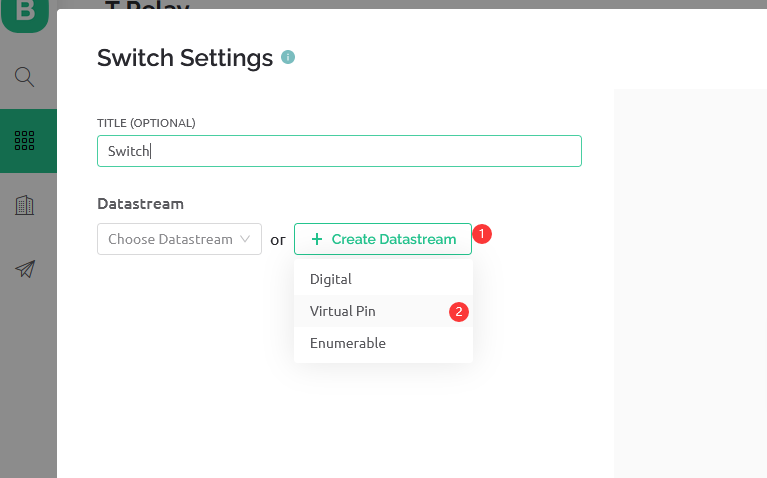 B
T Relay
Switch Settings
TITLE (OPTIONAL)
Switch
Datastream
Choose Datastream or + Create Datastream 1
Digital
Virtual Pin 2
Enumerable